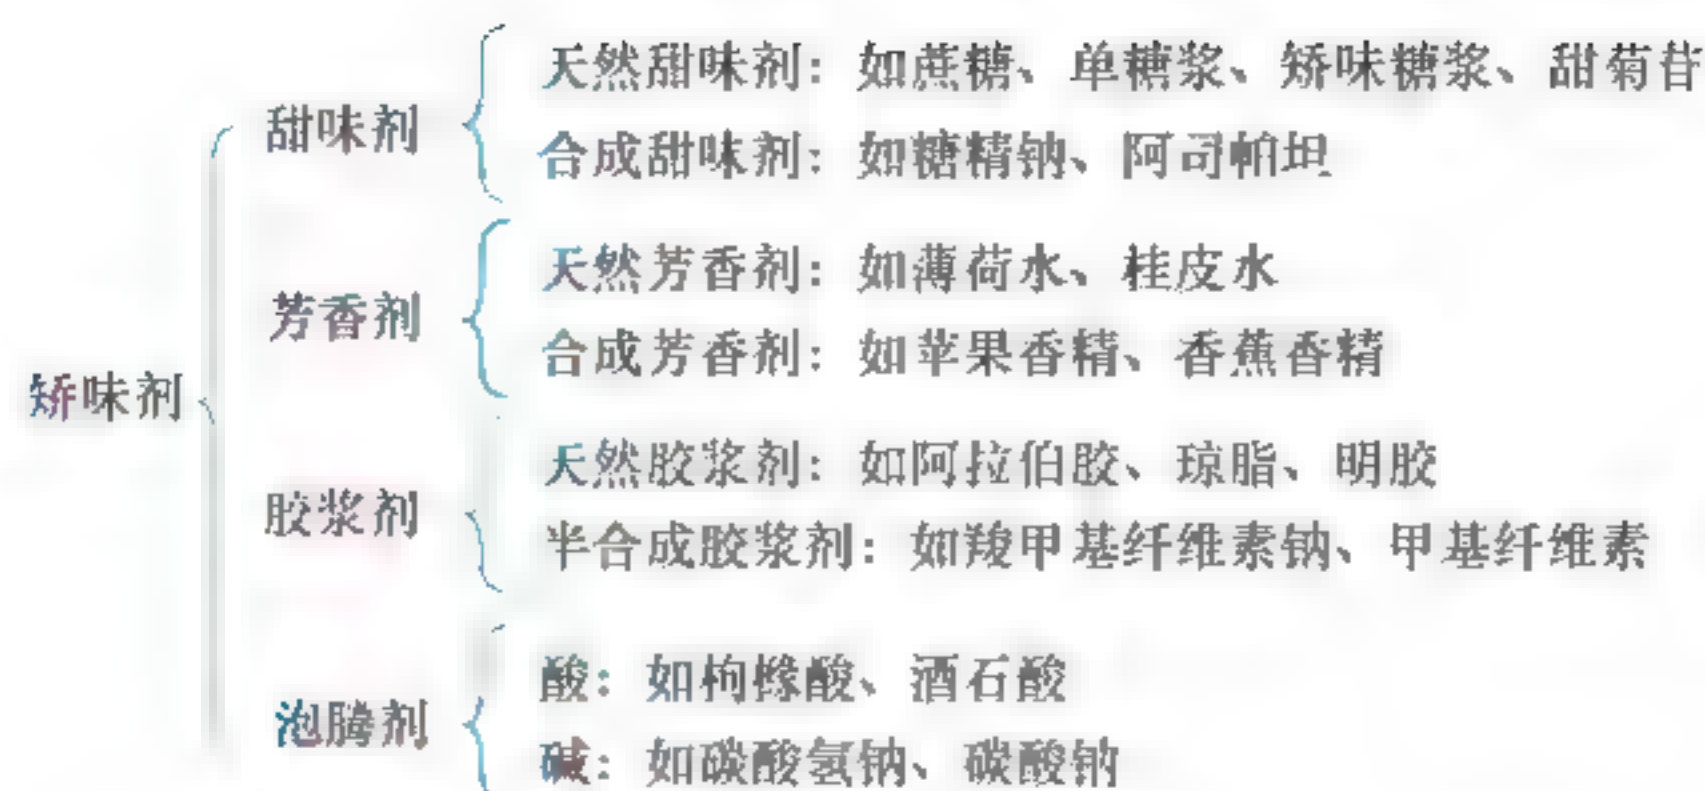 矫味剂
甜味剂
天然甜味剂：如蔗糖、单糖浆、矫味糖浆、甜菊苷
合成甜味剂：如糖精钠、阿司帕坦
芳香剂
天然芳香剂：如薄荷水、桂皮水
合成芳香剂：如苹果香精、香蕉香精
胶浆剂
天然胶浆剂：如阿拉伯胶、琼脂、明胶
半合成胶浆剂：如羧甲基纤维素钠、甲基纤维素
泡腾剂
酸：如枸橼酸、酒石酸
碱：如碳酸氢钠、碳酸钠